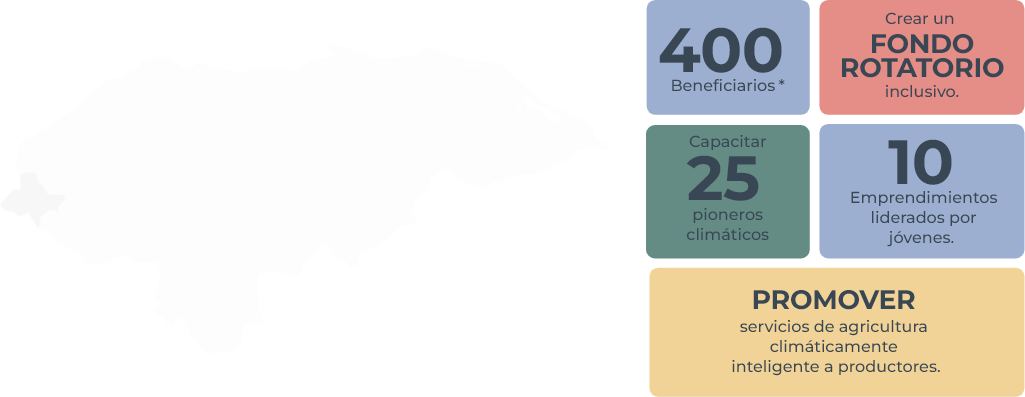 400
Beneficiarios *
Crear un
FONDO
ROTATORIO
inclusivo.
Capacitar
25
pioneros
climáticos
10
Emprendimientos
liderados por
jóvenes.
PROMOVER
servicios de agricultura
climáticamente
inteligente a productores.